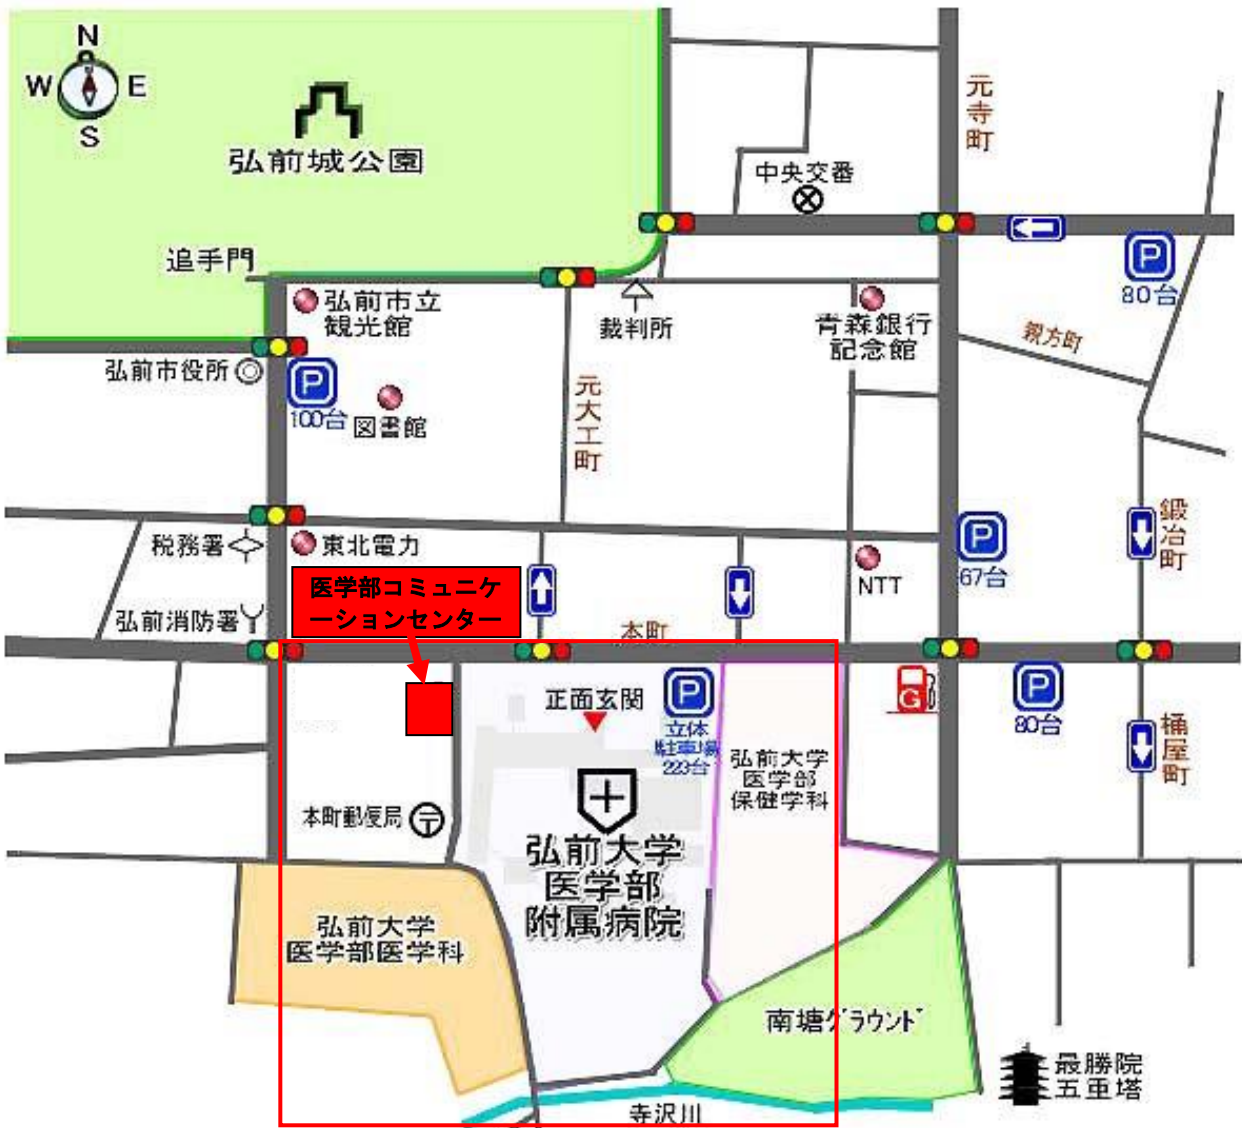 N
W E
S
弘前城公園
元寺町
中央交番
追手門
P
80台
弘前市立
観光館
裁判所
青森銀行
記念館
親方町
弘前市役所
P
100台
図書館
元大工町
税務署
東北電力
P
67台
鍛冶町
NTT
医学部コミュニケ
ーションセンター
弘前消防署
本町
正面玄関
P
立体
駐車場
223台
G
P
80台
桶屋町
弘前大学
医学部
保健学科
本町郵便局
弘前大学
医学部
附属病院
弘前大学
医学部医学科
南塘グラウンド
最勝院
五重塔
寺沢川